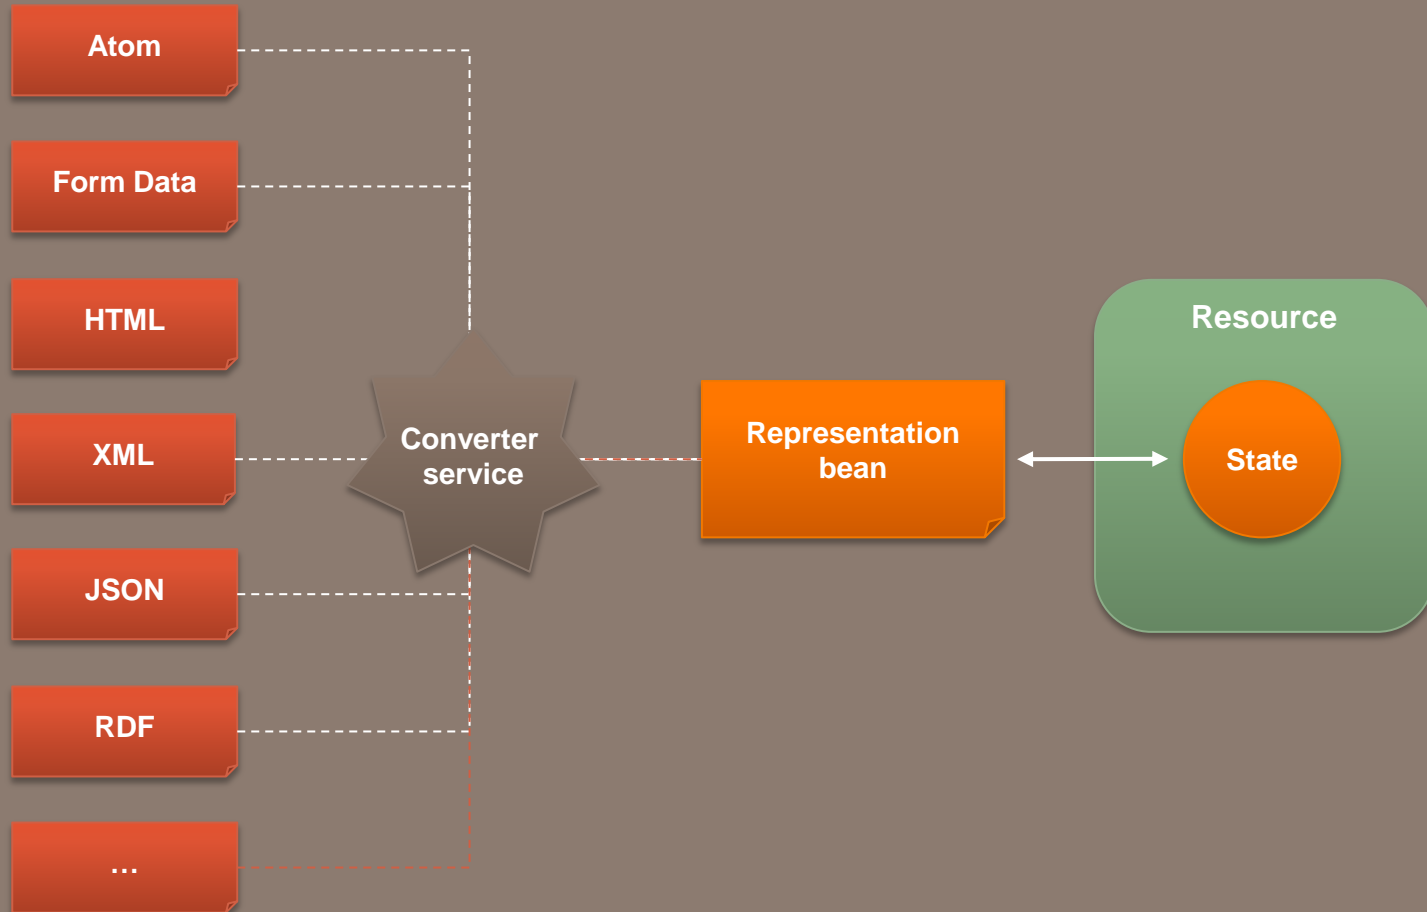 Atom
Form Data
HTML
XML
JSON
RDF
…
Converter
service
Representation
bean
Resource
State